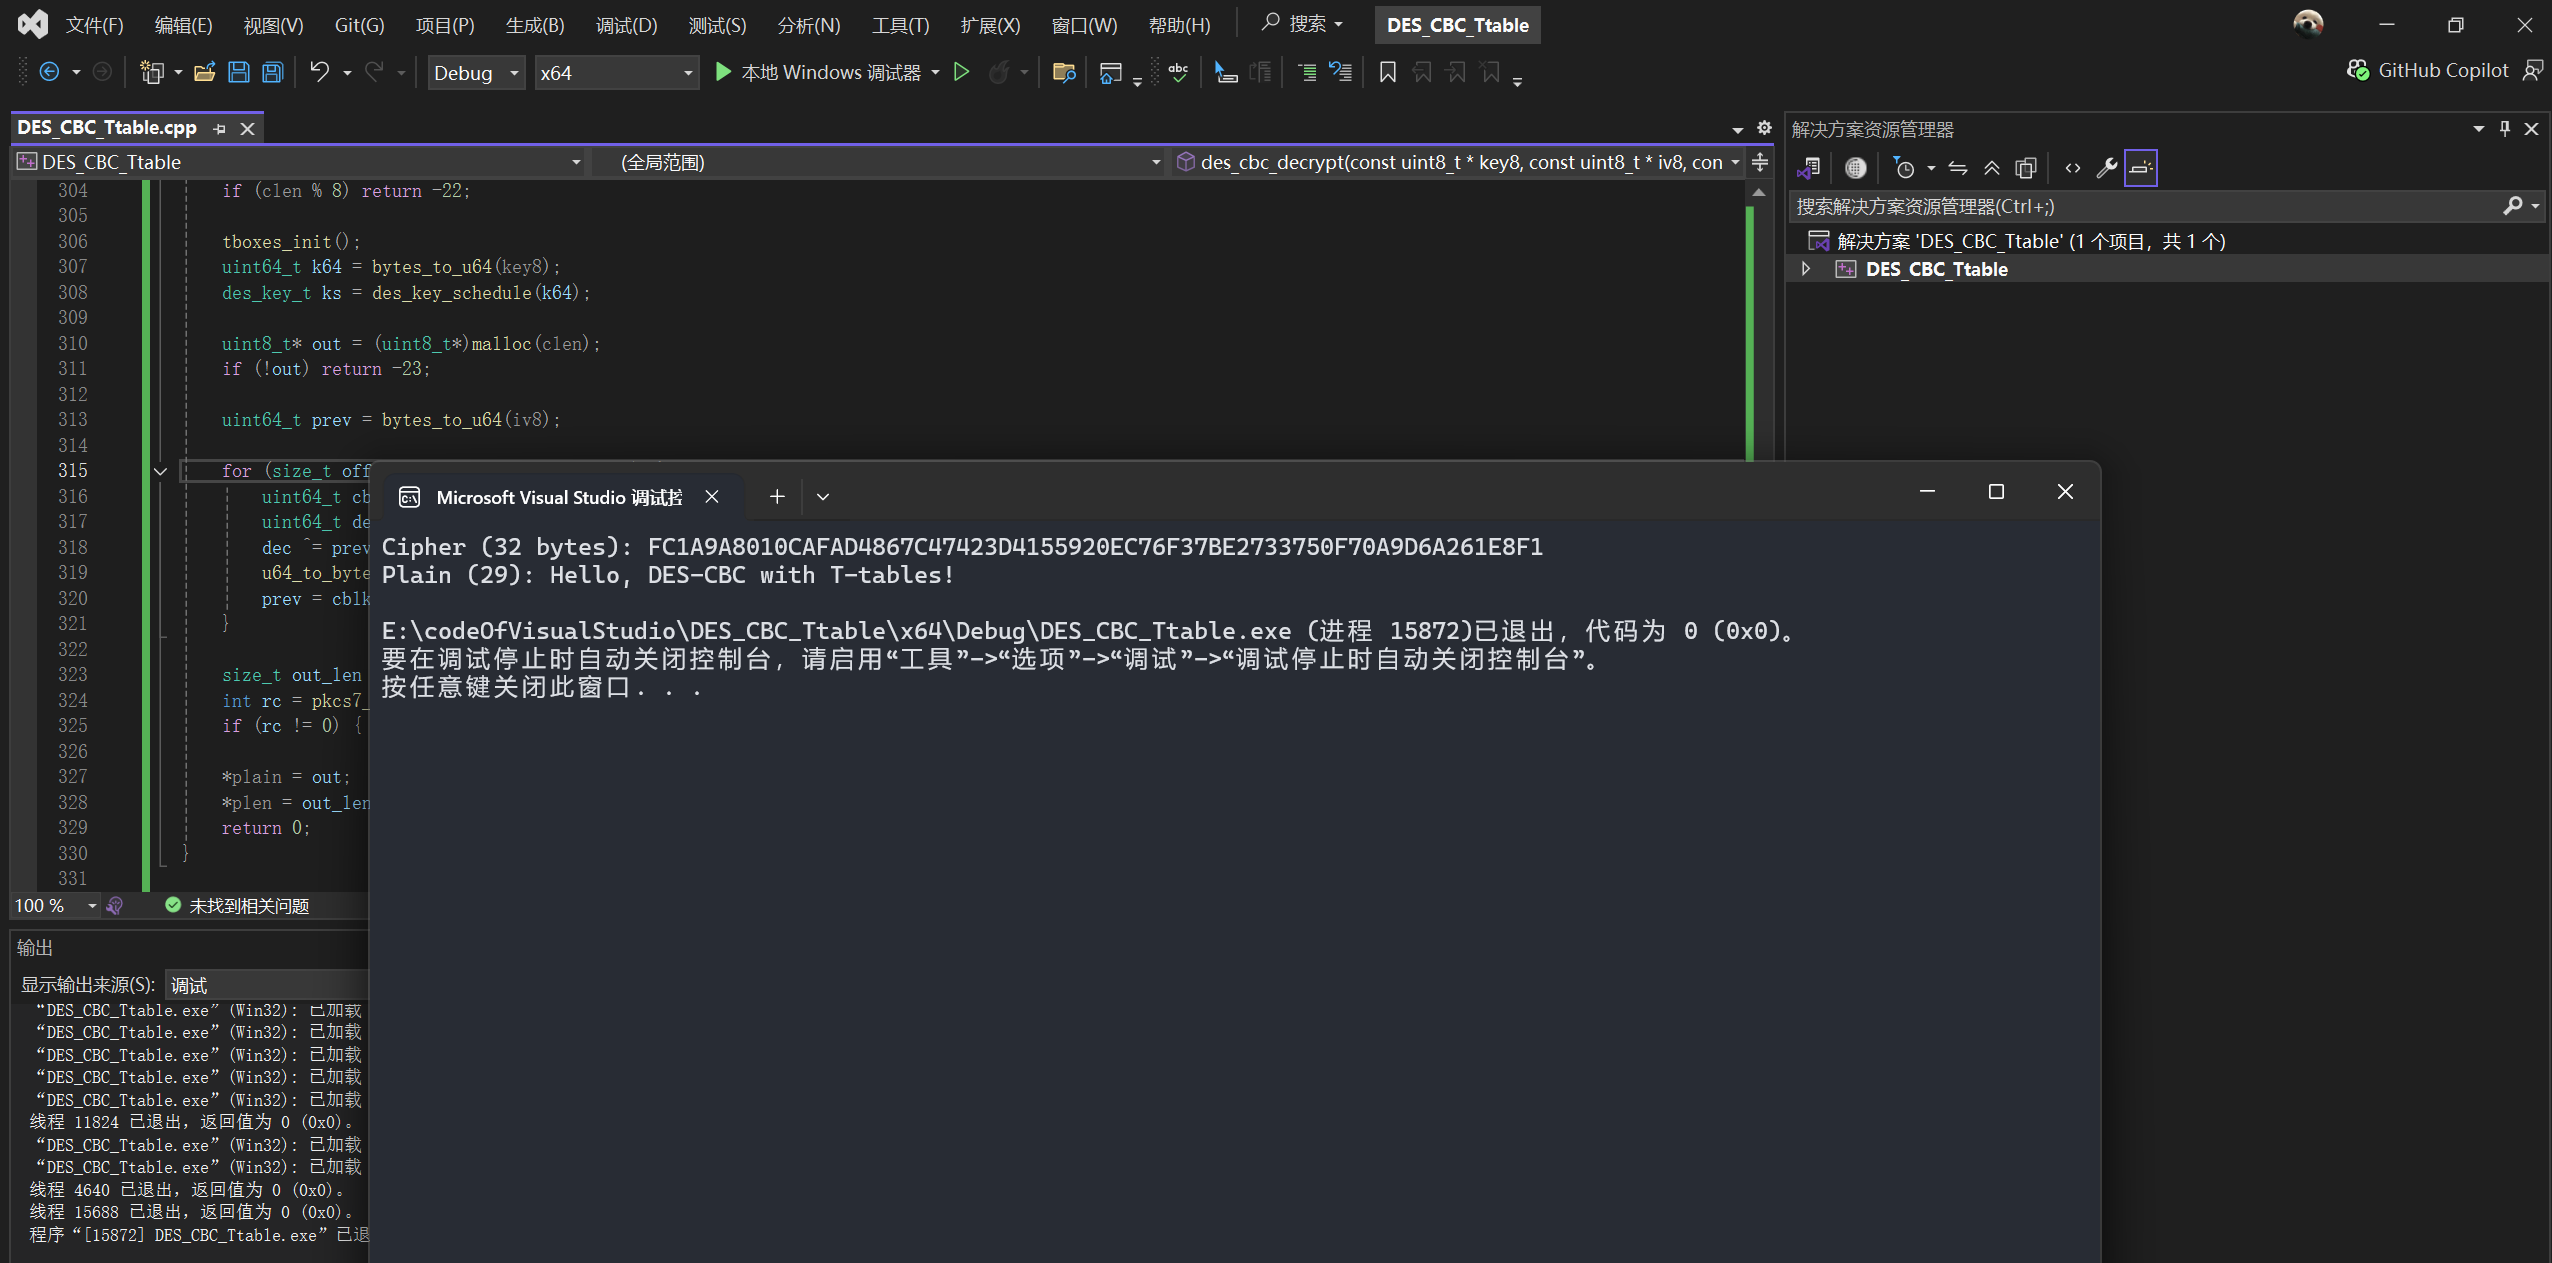 文件(F) 编辑(E) 视图(V) Git(G) 项目(P) 生成(B) 调试(D) 测试(S) 分析(N) 工具(T) 扩展(X) 窗口(W) 帮助(H) 搜索 DES_CBC_Ttable
Debug x64 本地 Windows 调试器 abc GitHub Copilot
DES_CBC_Ttable.cpp
DES_CBC_Ttable (全局范围) des_cbc_decrypt(const uint8_t * key8, const uint8_t * iv8, con
304 if (clen % 8) return -22;
305
306 tboxes_init();
307 uint64_t k64 = bytes_to_u64(key8);
308 des_key_t ks = des_key_schedule(k64);
309
310 uint8_t* out = (uint8_t*)malloc(clen);
311 if (!out) return -23;
312
313 uint64_t prev = bytes_to_u64(iv8);
314
315 for (size_t off
316 uint64_t cb
317 uint64_t de
318 dec ^= prev
319 u64_to_byte
320 prev = cblk
321 }
322
323 size_t out_len
324 int rc = pkcs7_
325 if (rc != 0) {
326
327 *plain = out;
328 *plen = out_len
329 return 0;
330 }
331
100 % 未找到相关问题
输出
显示输出来源(S): 调试
“DES_CBC_Ttable.exe” (Win32): 已加载
“DES_CBC_Ttable.exe” (Win32): 已加载
“DES_CBC_Ttable.exe” (Win32): 已加载
“DES_CBC_Ttable.exe” (Win32): 已加载
“DES_CBC_Ttable.exe” (Win32): 已加载
线程 11824 已退出，返回值为 0 (0x0)。
“DES_CBC_Ttable.exe” (Win32): 已加载
“DES_CBC_Ttable.exe” (Win32): 已加载
线程 4640 已退出，返回值为 0 (0x0)。
线程 15688 已退出，返回值为 0 (0x0)。
程序“[15872] DES_CBC_Ttable.exe”已退
Microsoft Visual Studio 调试控
Cipher (32 bytes): FC1A9A8010CAFAD4867C47423D4155920EC76F37BE2733750F70A9D6A261E8F1
Plain (29): Hello, DES-CBC with T-tables!
E:\codeOfVisualStudio\DES_CBC_Ttable\x64\Debug\DES_CBC_Ttable.exe (进程 15872)已退出，代码为 0 (0x0)。
要在调试停止时自动关闭控制台，请启用“工具”->“选项”->“调试”->“调试停止时自动关闭控制台”。
按任意键关闭此窗口. . .
解决方案资源管理器
搜索解决方案资源管理器(Ctrl+;)
解决方案 'DES_CBC_Ttable' (1 个项目，共 1 个)
DES_CBC_Ttable